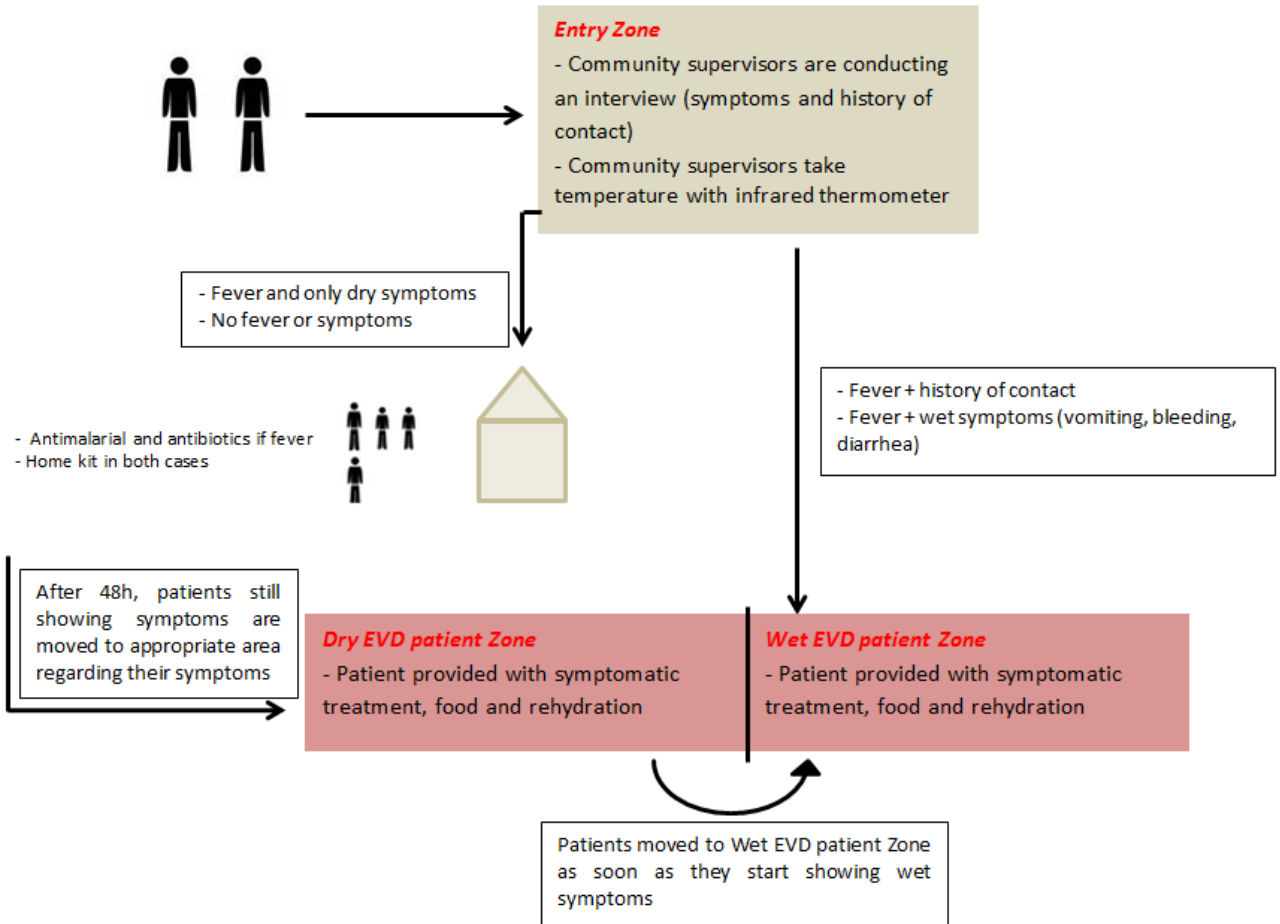 Entry Zone
- Community supervisors are conducting
an interview (symptoms and history of
contact)
- Community supervisors take
temperature with infrared thermometer
- Fever and only dry symptoms
- No fever or symptoms
- Fever + history of contact
- Fever + wet symptoms (vomiting, bleeding,
diarrhea)
- Antimalarial and antibiotics if fever
- Home kit in both cases
After 48h, patients still
showing symptoms are
moved to appropriate area
regarding their symptoms
Dry EVD patient Zone
- Patient provided with symptomatic
treatment, food and rehydration
Wet EVD patient Zone
- Patient provided with symptomatic
treatment, food and rehydration
Patients moved to Wet EVD patient Zone
as soon as they start showing wet
symptoms